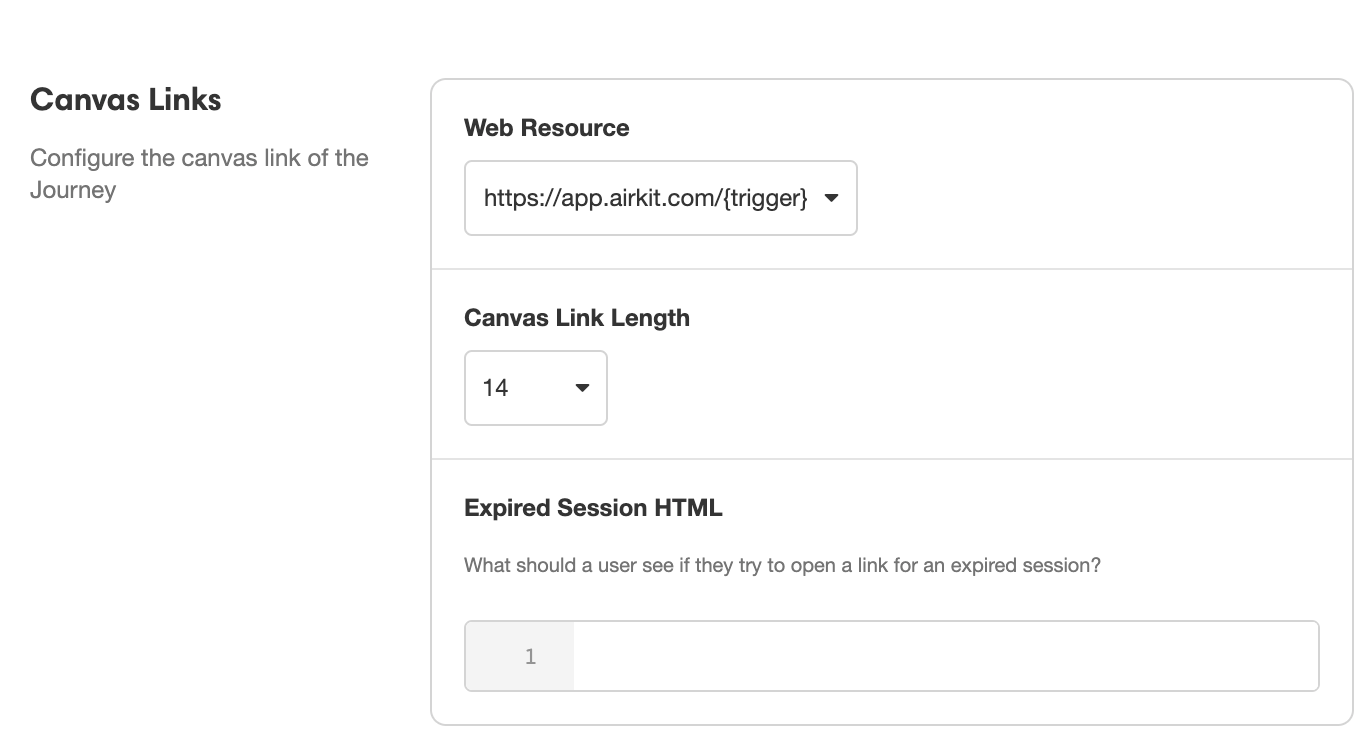 Canvas Links
Configure the canvas link of the
Journey
Web Resource
https://app.airkit.com/{trigger}
Canvas Link Length
14
Expired Session HTML
What should a user see if they try to open a link for an expired session?
1